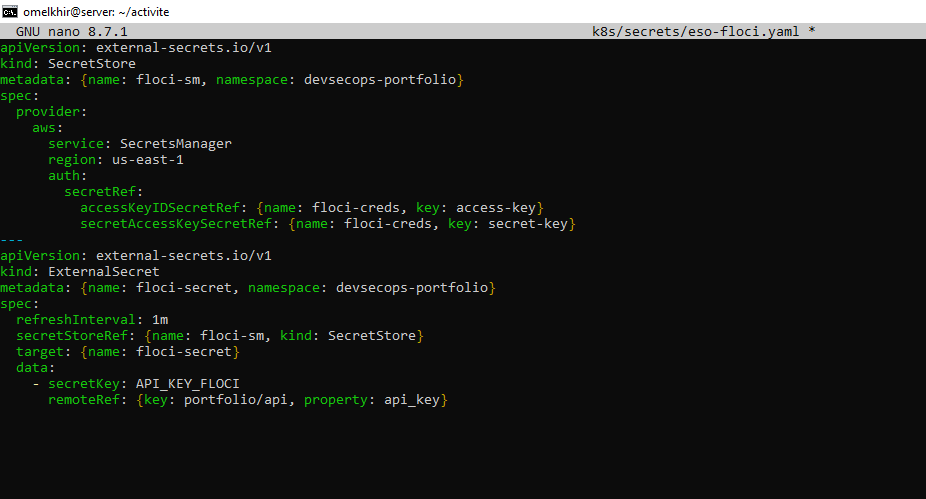 omelkhir@server: ~/activite
GNU nano 8.7.1 k8s/secrets/eso-floci.yaml *
apiVersion: external-secrets.io/v1
kind: SecretStore
metadata: {name: floci-sm, namespace: devsecops-portfolio}
spec:
  provider:
    aws:
      service: SecretsManager
      region: us-east-1
      auth:
        secretRef:
          accessKeyIDSecretRef: {name: floci-creds, key: access-key}
          secretAccessKeySecretRef: {name: floci-creds, key: secret-key}
---
apiVersion: external-secrets.io/v1
kind: ExternalSecret
metadata: {name: floci-secret, namespace: devsecops-portfolio}
spec:
  refreshInterval: 1m
  secretStoreRef: {name: floci-sm, kind: SecretStore}
  target: {name: floci-secret}
  data:
    - secretKey: API_KEY_FLOCI
      remoteRef: {key: portfolio/api, property: api_key}